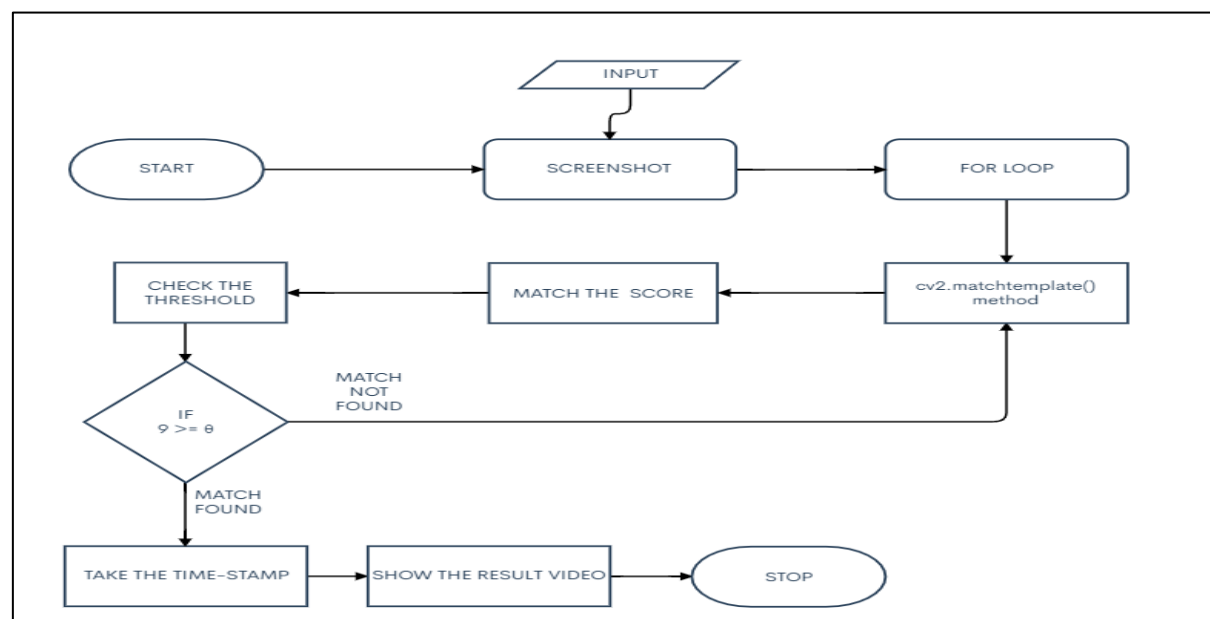 INPUT
START
SCREENSHOT
FOR LOOP
CHECK THE
THRESHOLD
MATCH THE SCORE
cv2.matchtemplate()
method
IF
9 >= θ
MATCH
NOT
FOUND
MATCH
FOUND
TAKE THE TIME-STAMP
SHOW THE RESULT VIDEO
STOP